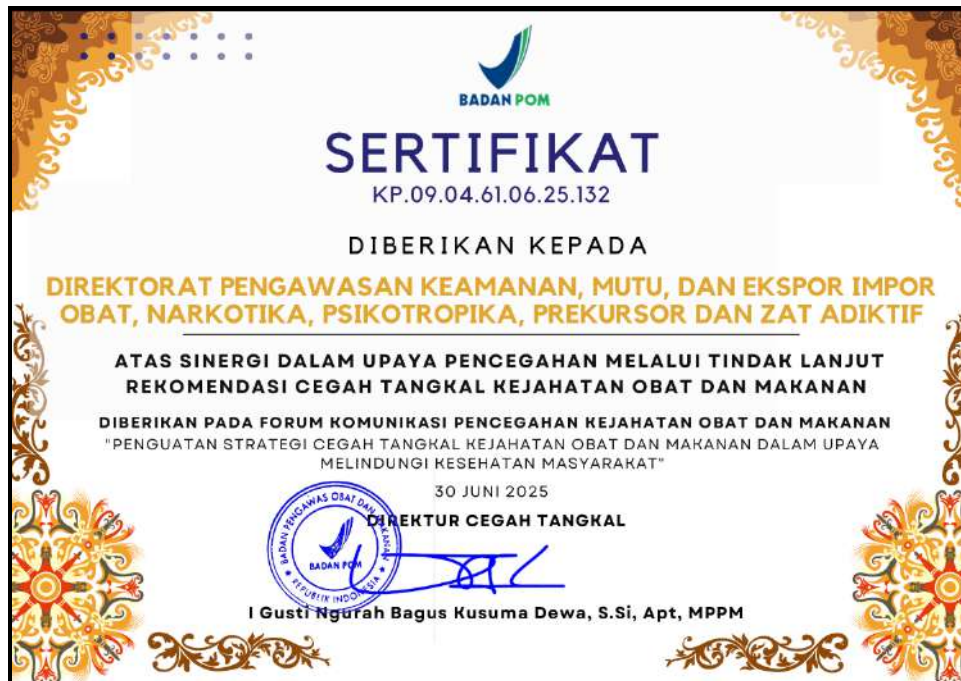 BADAN POM
SERTIFIKAT
KP.09.04.61.06.25.132
DIBERIKAN KEPADA
DIREKTORAT PENGAWASAN KEAMANAN, MUTU, DAN EKSPOR IMPOR
OBAT, NARKOTIKA, PSIKOTROPIKA, PREKURSOR DAN ZAT ADIKTIF
ATAS SINERGI DALAM UPAYA PENCEGAHAN MELALUI TINDAK LANJUT
REKOMENDASI CEGAH TANGKAL KEJAHATAN OBAT DAN MAKANAN
DIBERIKAN PADA FORUM KOMUNIKASI PENCEGAHAN KEJAHATAN OBAT DAN MAKANAN
"PENGUATAN STRATEGI CEGAH TANGKAL KEJAHATAN OBAT DAN MAKANAN DALAM UPAYA
MELINDUNGI KESEHATAN MASYARAKAT"
30 JUNI 2025
DIREKTUR CEGAH TANGKAL
BADAN PENGAWAS OBAT DAN MAKANAN
BADAN POM
REPUBLIK INDONESIA
I Gusti Ngurah Bagus Kusuma Dewa, S.Si, Apt, MPPM